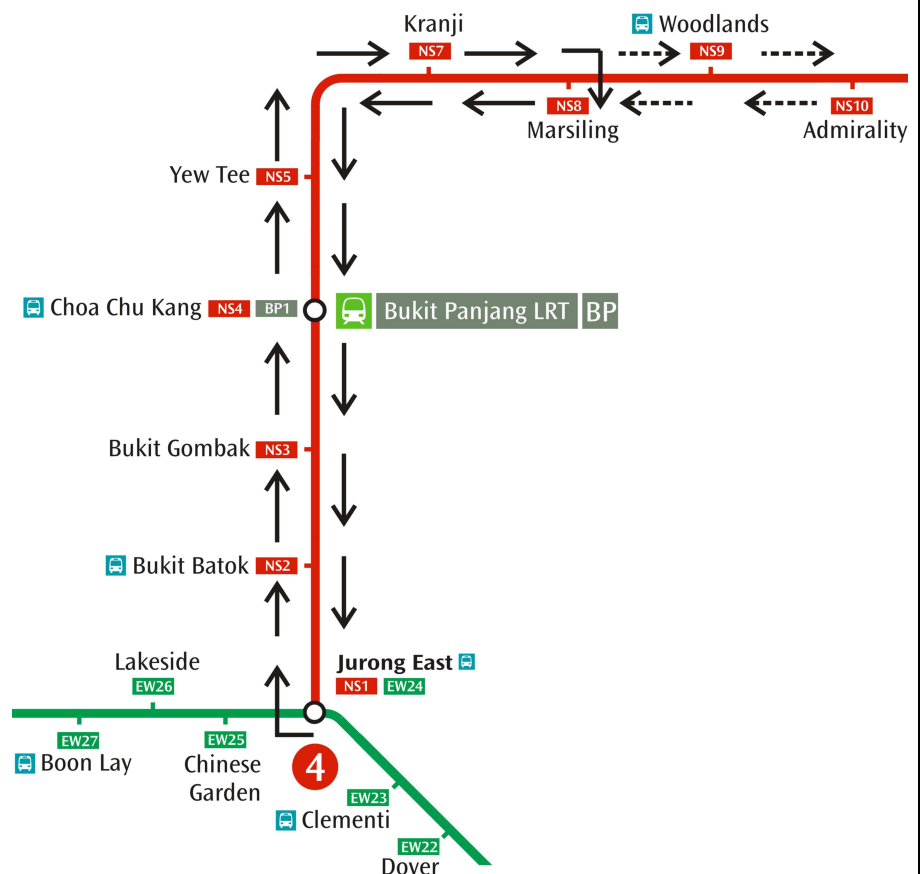 Kranji
NS7
Woodlands
NS9
NS8
Marsiling
NS10
Admirality
Yew Tee NS5
Choa Chu Kang NS4 BP1
Bukit Panjang LRT BP
Bukit Gombak NS3
Bukit Batok NS2
Lakeside
EW26
Jurong East
NS1 EW24
EW27
Boon Lay
EW25
Chinese
Garden
4
EW23
Clementi
EW22
Dover